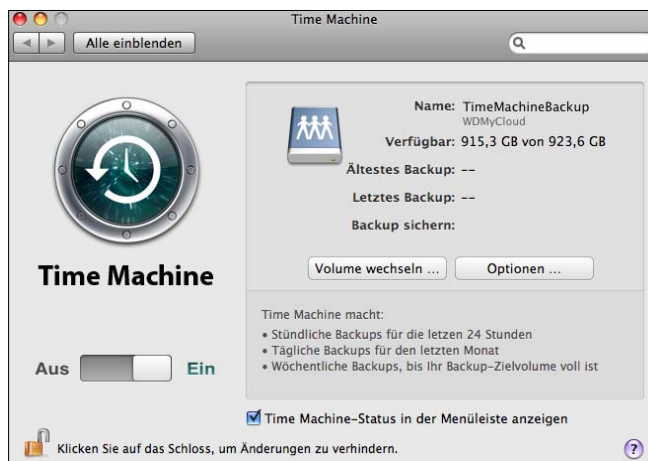 Time Machine
Alle einblenden
Name: TimeMachineBackup
WDMyCloud
Verfügbar: 915,3 GB von 923,6 GB
Ältestes Backup: --
Letztes Backup: --
Backup sichern:
Volume wechseln ... Optionen ...
Time Machine
Time Machine macht:
• Stündliche Backups für die letzen 24 Stunden
• Tägliche Backups für den letzten Monat
• Wöchentliche Backups, bis Ihr Backup-Zielvolume voll ist
Aus Ein
Time Machine-Status in der Menüleiste anzeigen
Klicken Sie auf das Schloss, um Änderungen zu verhindern. ?